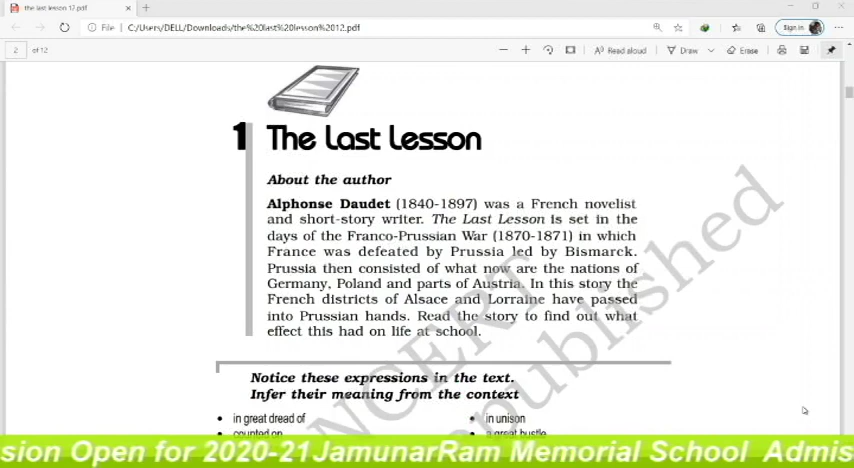 the last lesson 12.pdf
File | C:/Users/DELL/Downloads/the%20last%20lesson%2012.pdf
Sign in
2 of 12
Read aloud
Draw
Erase
1 The Last Lesson
About the author
Alphonse Daudet (1840-1897) was a French novelist
and short-story writer. The Last Lesson is set in the
days of the Franco-Prussian War (1870-1871) in which
France was defeated by Prussia led by Bismarck.
Prussia then consisted of what now are the nations of
Germany, Poland and parts of Austria. In this story the
French districts of Alsace and Lorraine have passed
into Prussian hands. Read the story to find out what
effect this had on life at school.
Notice these expressions in the text.
Infer their meaning from the context
• in great dread of
• in unison
• counted on
• a great bustle
NCERT
republished
sion Open for 2020-21 JamunarRam Memorial School Admis